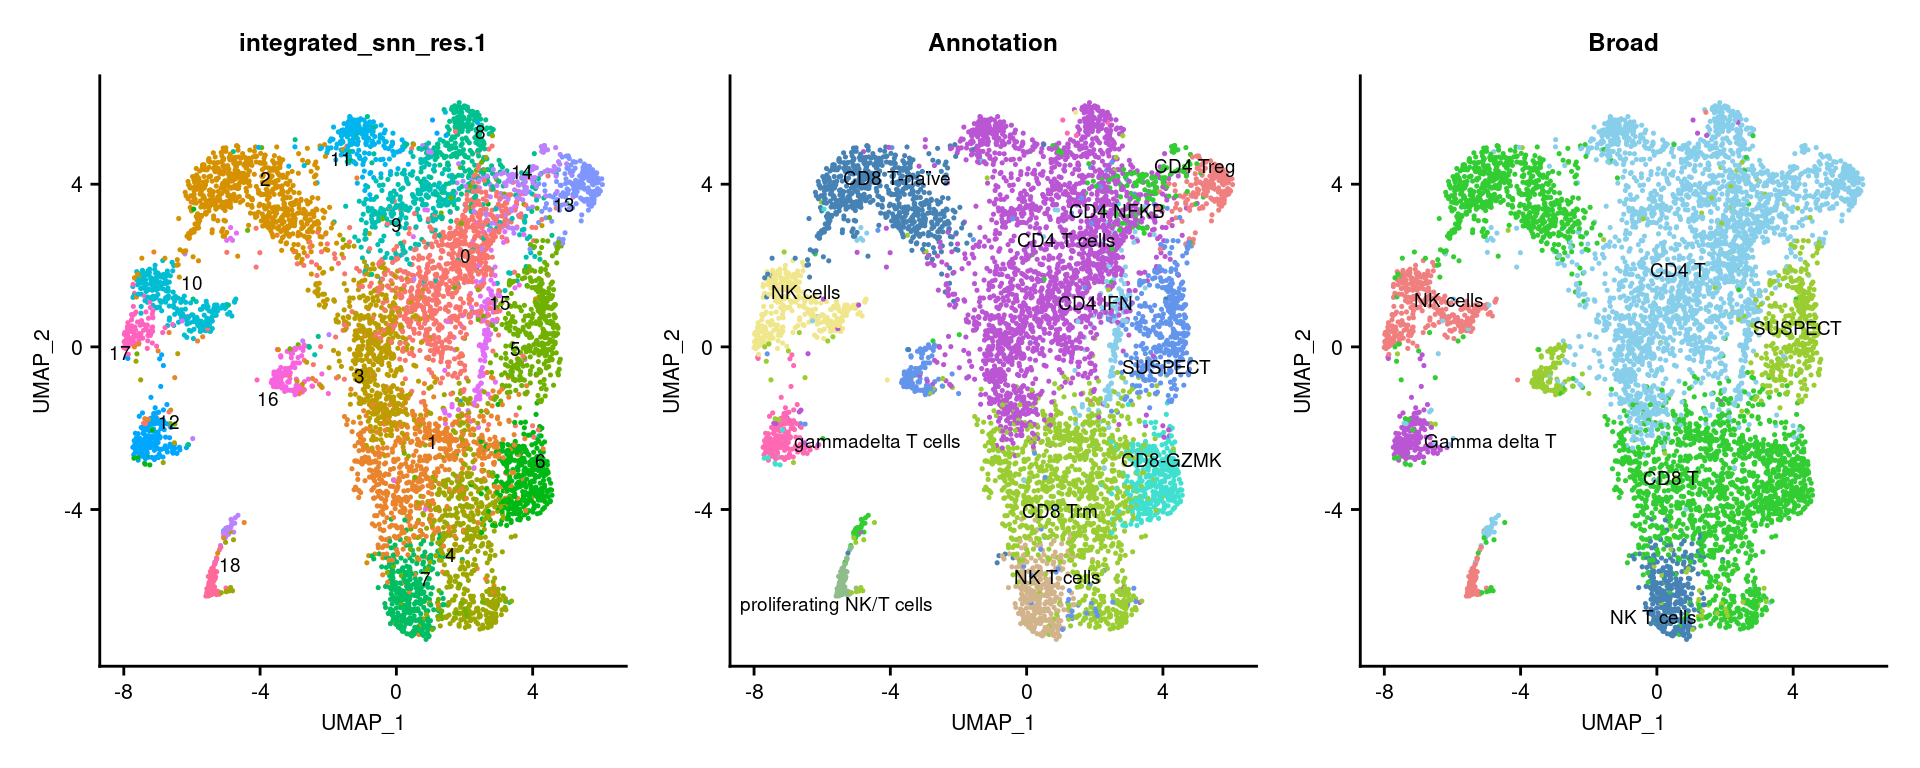 integrated_snn_res.1
8
11
14
2
13
9
0
10
15
17
5
3
16
12
1
6
18
4
7
4
0
-4
-8
-4
0
4
UMAP_1
UMAP_2
Annotation
CD4 Treg
CD8 T-naïve
CD4 NFKB
CD4 T cells
NK cells
CD4 IFN
SUSPECT
gammadelta T cells
CD8-GZMK
CD8 Trm
NK T cells
proliferating NK/T cells
4
0
-4
-8
-4
0
4
UMAP_1
UMAP_2
Broad
CD4 T
NK cells
SUSPECT
Gamma delta T
CD8 T
NK T cells
4
0
-4
-8
-4
0
4
UMAP_1
UMAP_2